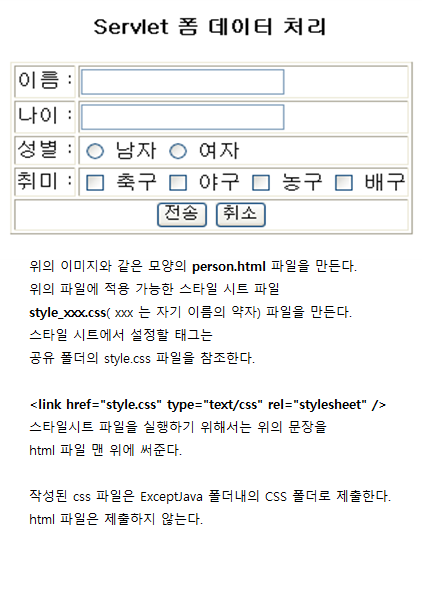 Servlet 폼 데이터 처리
이름 :
나이 :
성별 : 남자 여자
취미 : 축구 야구 농구 배구
전송 취소
위의 이미지와 같은 모양의 person.html 파일을 만든다.
위의 파일에 적용 가능한 스타일 시트 파일
style_xxx.css( xxx 는 자기 이름의 약자) 파일을 만든다.
스타일 시트에서 설정할 태그는
공유 폴더의 style.css 파일을 참조한다.
<link href="style.css" type="text/css" rel="stylesheet" />
스타일시트 파일을 실행하기 위해서는 위의 문장을
html 파일 맨 위에 써준다.
작성된 css 파일은 ExceptJava 폴더내의 CSS 폴더로 제출한다.
html 파일은 제출하지 않는다.